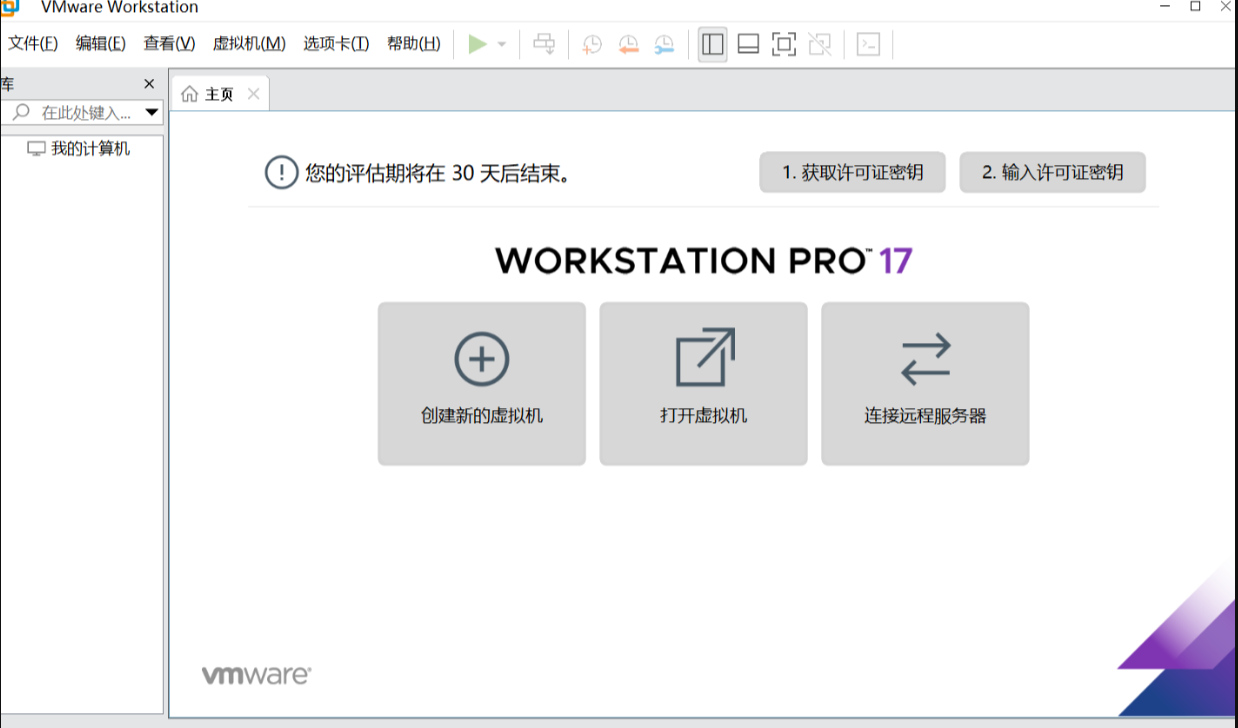 VMware Workstation
文件(F) 编辑(E) 查看(V) 虚拟机(M) 选项卡(T) 帮助(H)
库
主页
在此处键入...
我的计算机
您的评估期将在 30 天后结束。
1. 获取许可证密钥
2. 输入许可证密钥
WORKSTATION PRO™ 17
创建新的虚拟机
打开虚拟机
连接远程服务器
vmware®